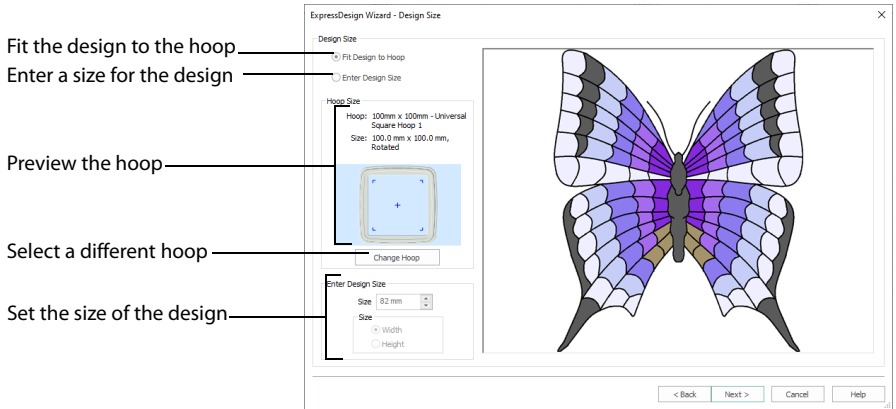 ExpressDesign Wizard - Design Size
Design Size
Fit the design to the hoop
Fit Design to Hoop
Enter a size for the design
Enter Design Size
Hoop Size
Hoop: 100mm x 100mm - Universal
Square Hoop 1
Size: 100.0 mm x 100.0 mm,
Rotated
Preview the hoop
Select a different hoop
Change Hoop
Enter Design Size
Size 82 mm
Set the size of the design
Size
Width
Height
< Back Next > Cancel Help